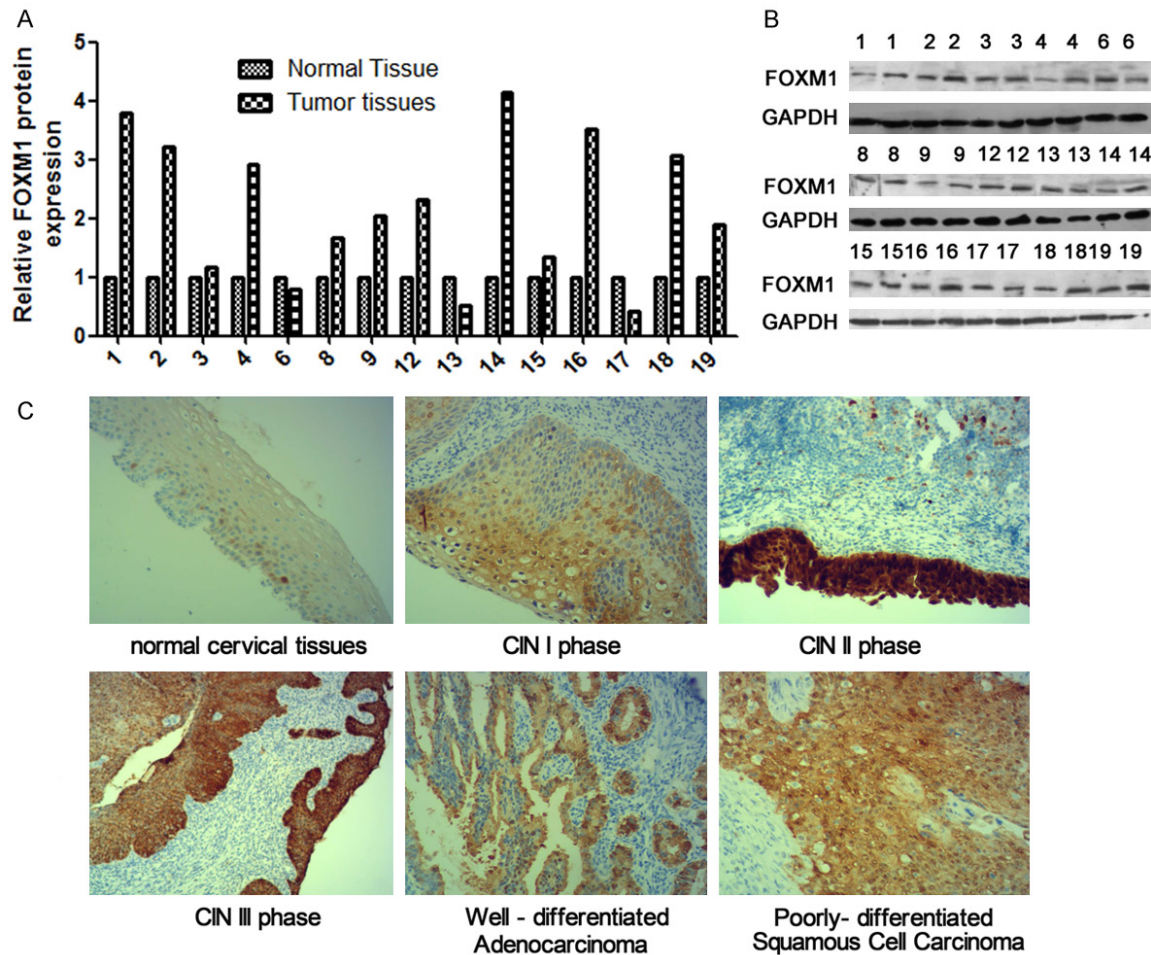 A
Relative FOXM1 protein
expression
5
4
3
2
1
0
Normal Tissue
Tumor tissues
1 2 3 4 6 8 9 12 13 14 15 16 17 18 19
B
1 1 2 2 3 3 4 4 6 6
FOXM1
GAPDH
8 8 9 9 12 12 13 13 14 14
FOXM1
GAPDH
15 15 16 16 17 17 18 18 19 19
FOXM1
GAPDH
C
normal cervical tissues
CIN I phase
CIN II phase
CIN III phase
Well - differentiated
Adenocarcinoma
Poorly- differentiated
Squamous Cell Carcinoma